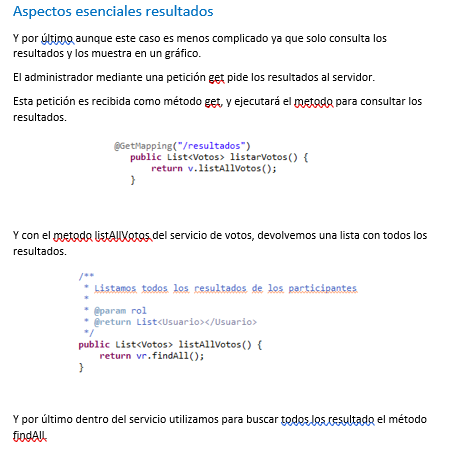 Aspectos esenciales resultados
Y por último aunque este caso es menos complicado ya que solo consulta los
resultados y los muestra en un gráfico.
El administrador mediante una petición get pide los resultados al servidor.
Esta petición es recibida como método get, y ejecutará el metodo para consultar los
resultados.
@GetMapping("/resultados")
public List<Votos> listarVotos() {
return v.listAllVotos();
}
Y con el metodo listAllVotos del servicio de votos, devolvemos una lista con todos los
resultados.
/**
* Listamos todos los resultados de los participantes
*
* @param rol
* @return List<Usuario></Usuario>
*/
public List<Votos> listAllVotos() {
return vr.findAll();
}
Y por último dentro del servicio utilizamos para buscar todos los resultado el método
findAll.